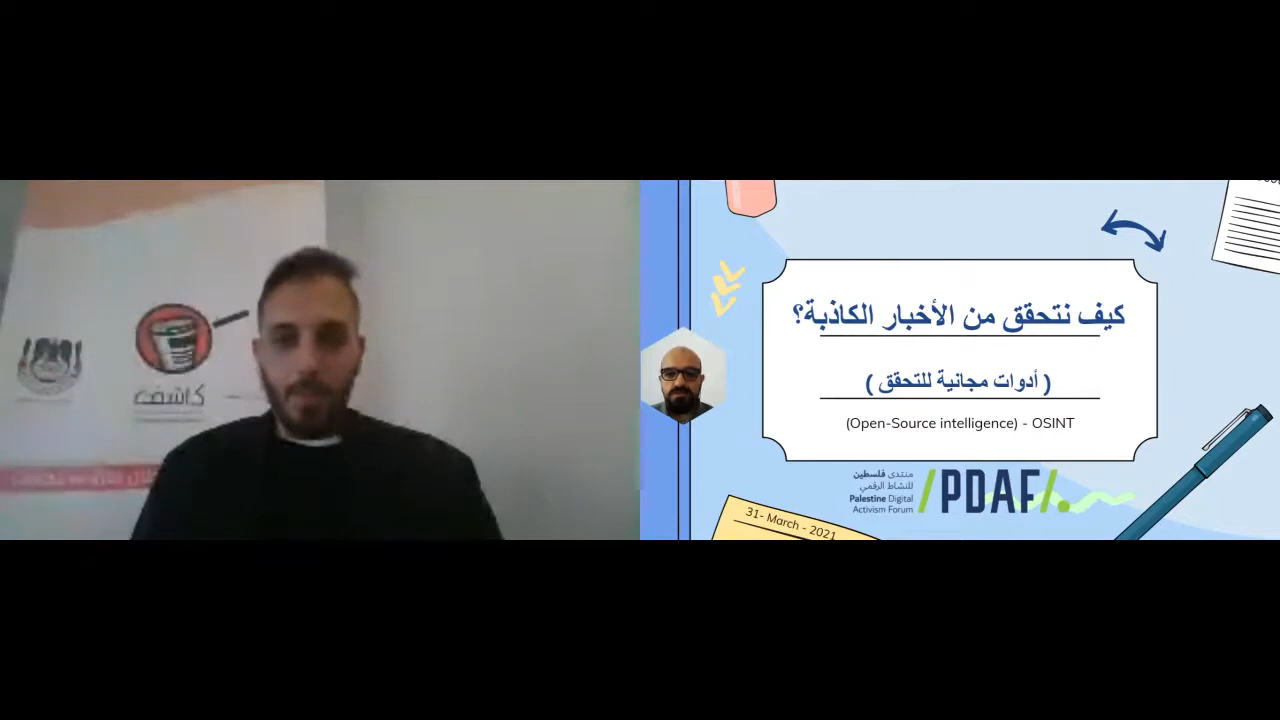 كاشف
كيف نتحقق من الأخبار الكاذبة؟
( أدوات مجانية للتحقق )
(Open-Source intelligence) - OSINT
منتدى فلسطين
للنشاط الرقمي
Palestine Digital
Activism Forum
/PDAF/.
31- March - 2021